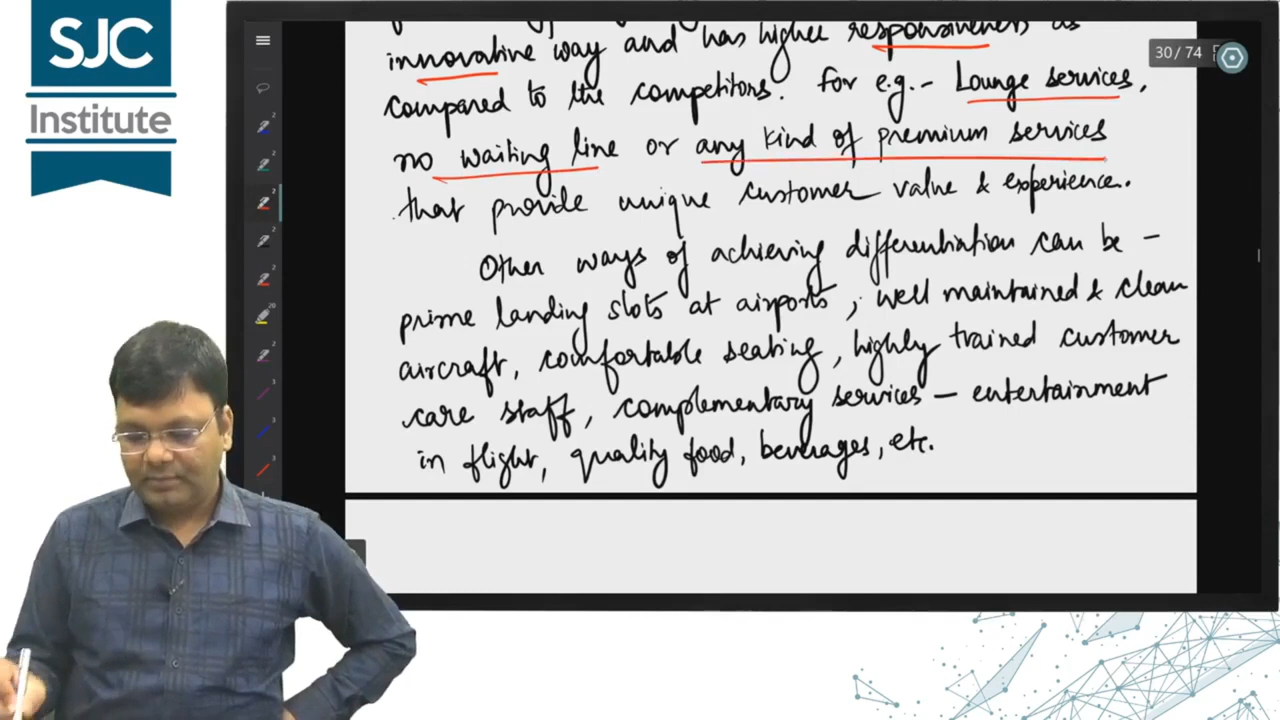 SJC
Institute
30 / 74
innovative way and has higher responsiveness as
compared to the competitors. For e.g.- Lounge services,
no waiting line or any kind of premium services
that provide unique customer value & experience.
Other ways of achieving differentiation can be –
prime landing slots at airports, well maintained & clean
aircraft, comfortable seating, highly trained customer
care staff, complementary services – entertainment
in flight, quality food, beverages, etc.